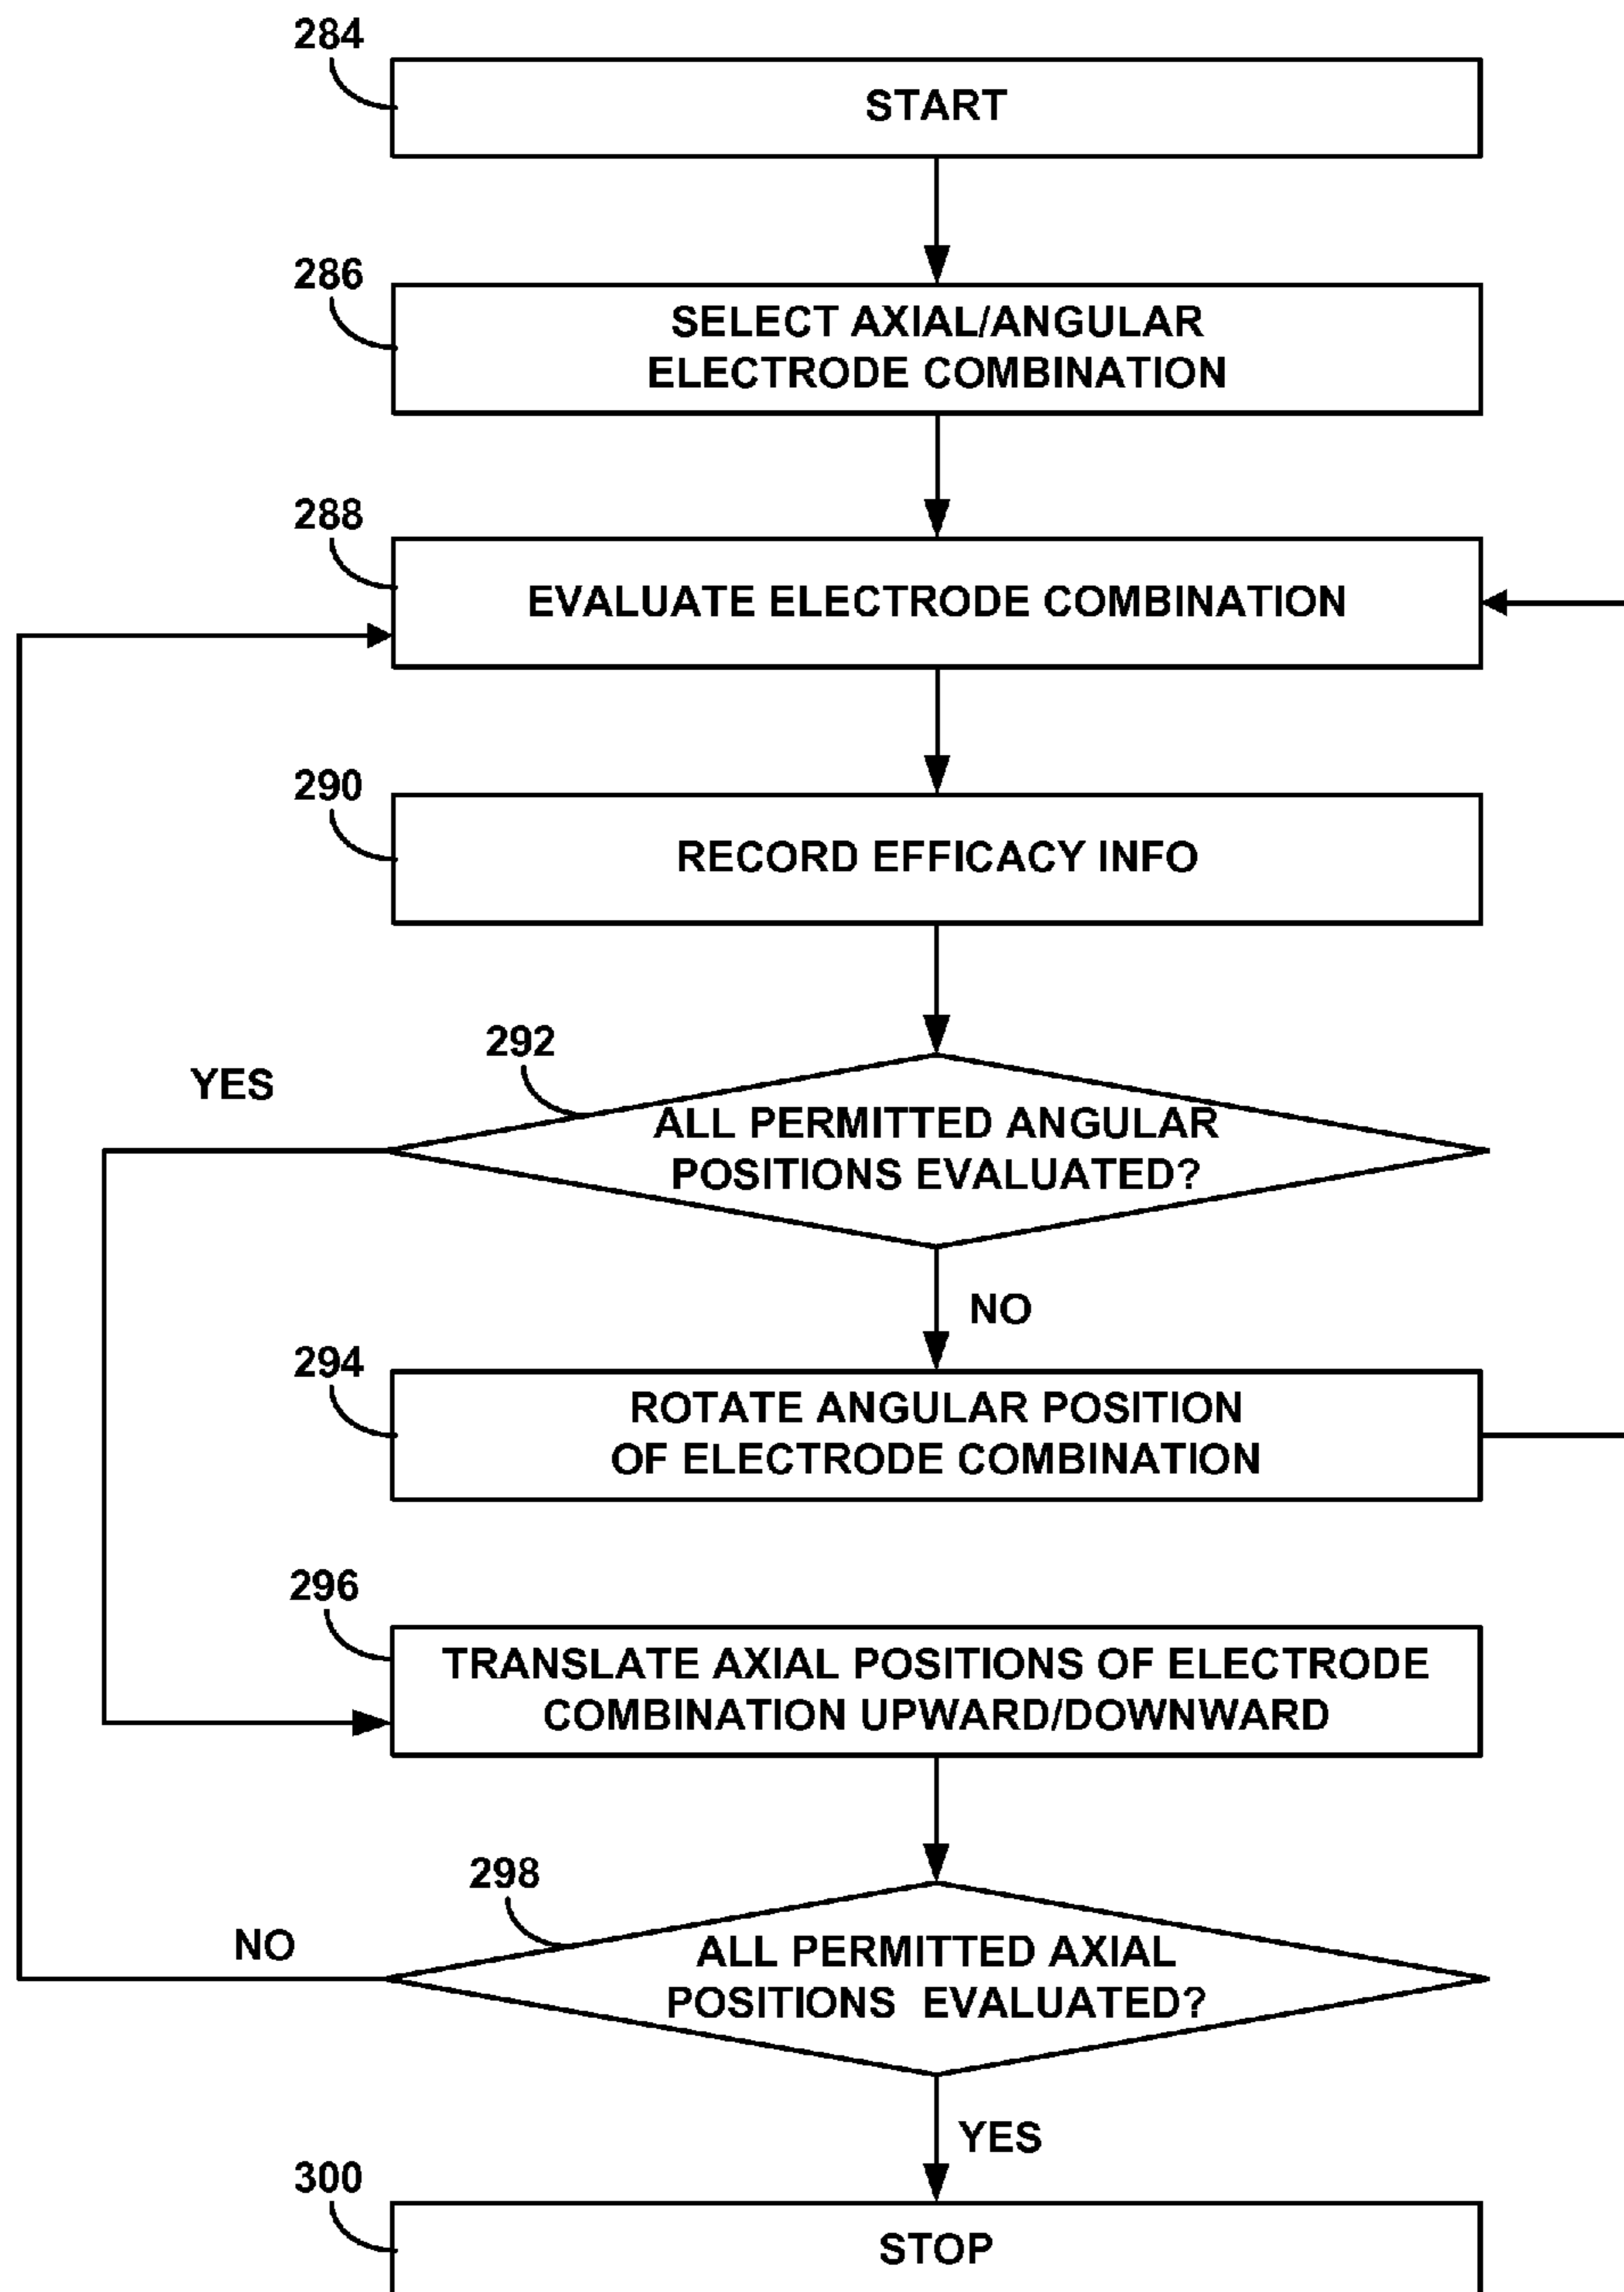 284
START
286
SELECT AXIAL/ANGULAR
ELECTRODE COMBINATION
288
EVALUATE ELECTRODE COMBINATION
290
RECORD EFFICACY INFO
292
YES
ALL PERMITTED ANGULAR
POSITIONS EVALUATED?
NO
294
ROTATE ANGULAR POSITION
OF ELECTRODE COMBINATION
296
TRANSLATE AXIAL POSITIONS OF ELECTRODE
COMBINATION UPWARD/DOWNWARD
298
NO
ALL PERMITTED AXIAL
POSITIONS EVALUATED?
YES
300
STOP